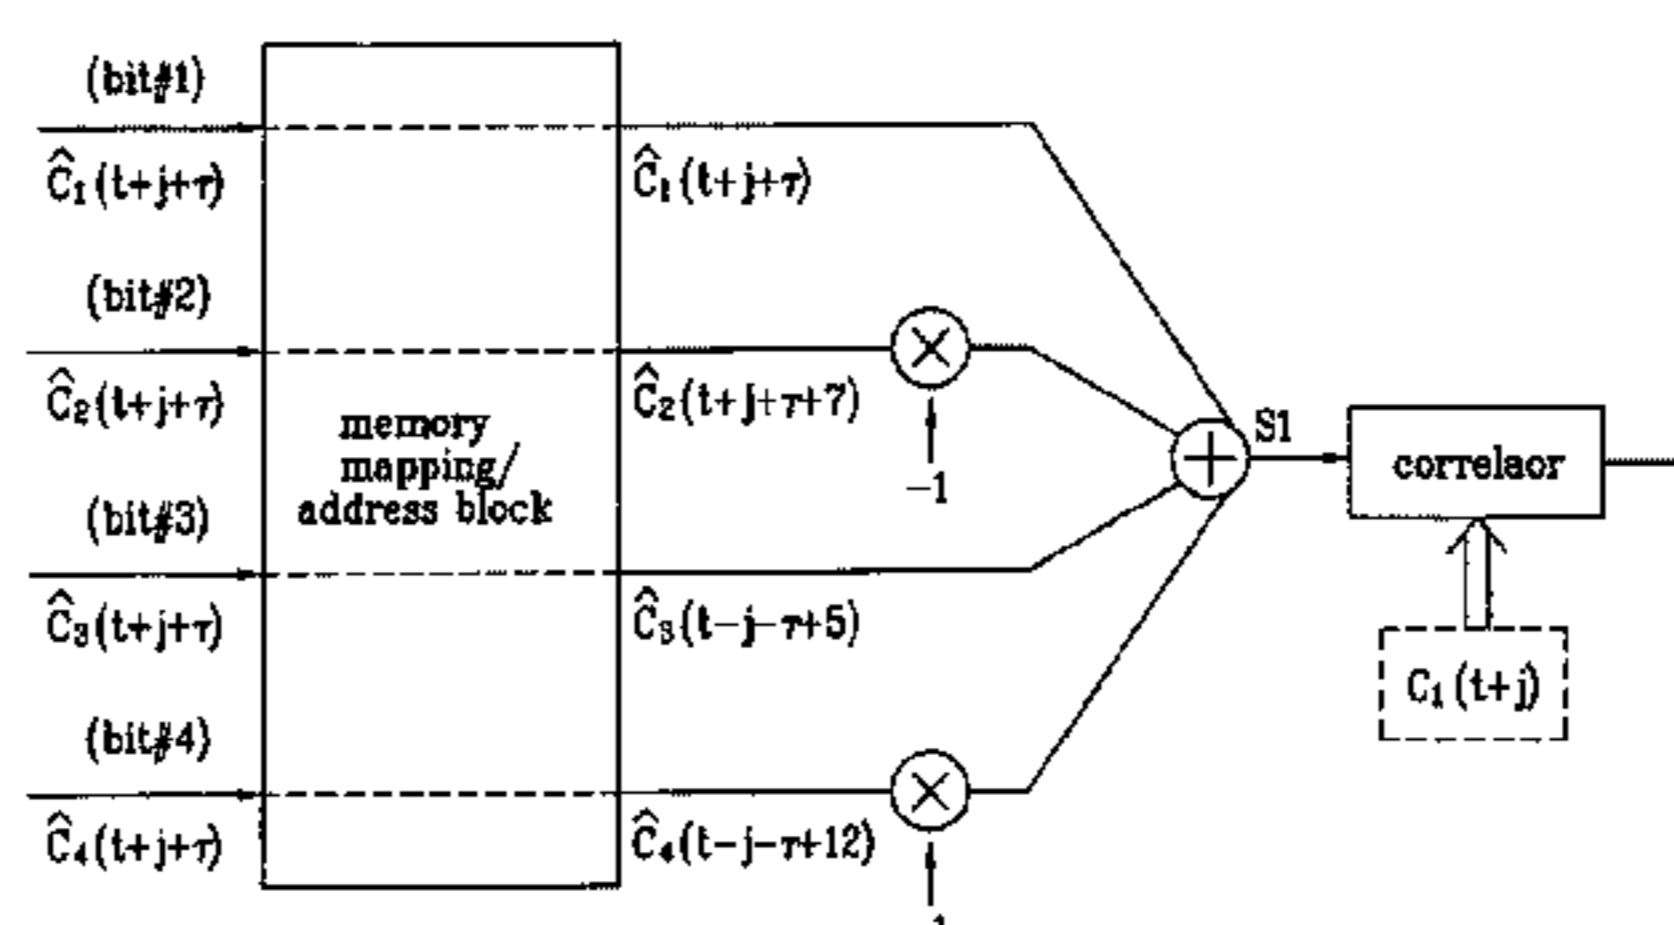 (bit#1)
Ĉ₁(t+j+τ)
Ĉ₁(t+j+τ)
(bit#2)
Ĉ₂(t+j+τ)
Ĉ₂(t+j+τ+7)
-1
memory
mapping/
address block
S1
correlaor
C₁(t+j)
(bit#3)
Ĉ₃(t+j+τ)
Ĉ₃(t-j-τ+5)
(bit#4)
Ĉ₄(t+j+τ)
Ĉ₄(t-j-τ+12)